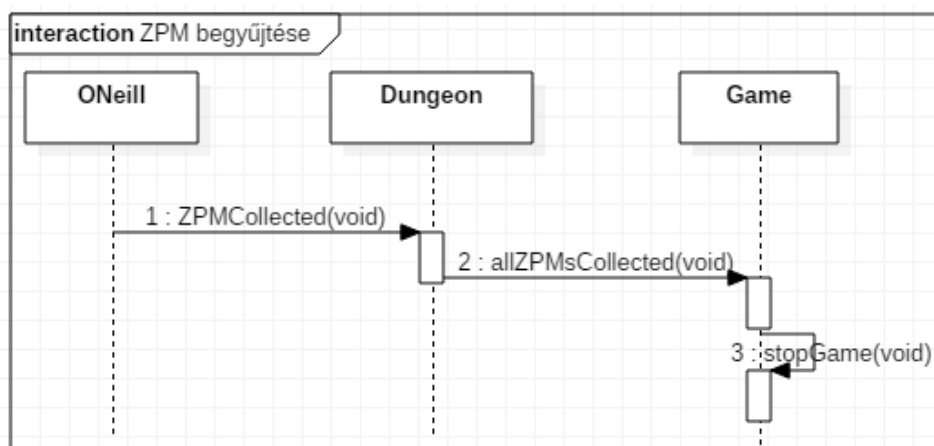 interaction ZPM begyűjtése
ONeill
Dungeon
Game
1 : ZPMCollected(void)
2 : allZPMsCollected(void)
3 : stopGame(void)